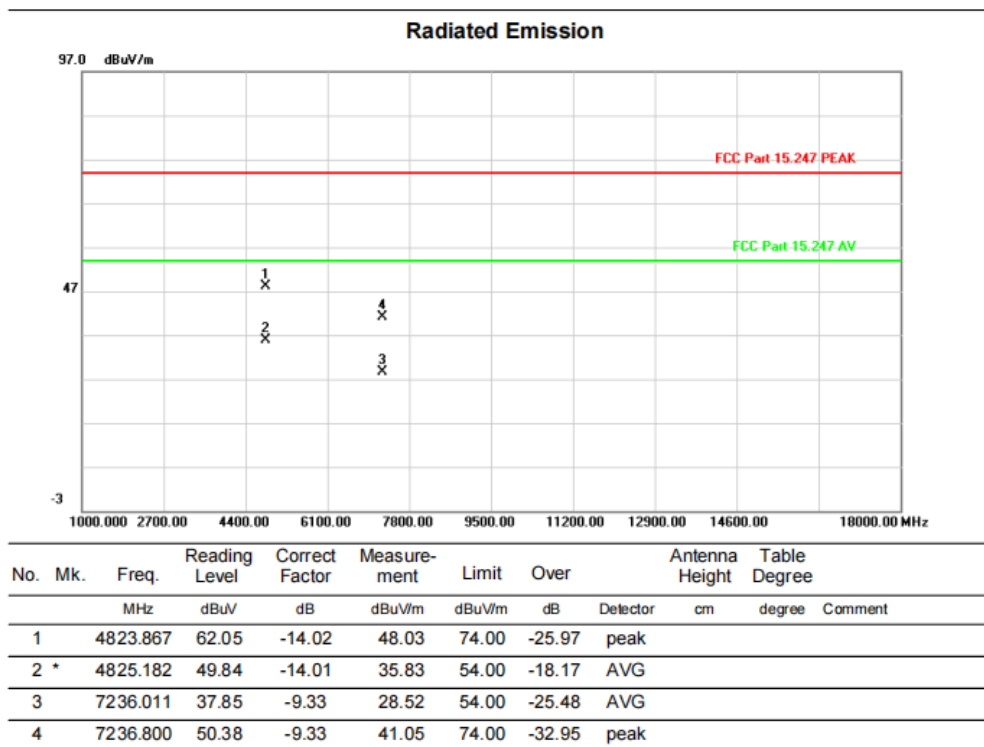 Radiated Emission
97.0 dBuV/m
FCC Part 15.247 PEAK
FCC Part 15.247 AV
1
47
4
2
3
-3
1000.000 2700.00 4400.00 6100.00 7800.00 9500.00 11200.00 12900.00 14600.00 18000.00 MHz
No. Mk. Freq. Reading Level Correct Factor Measure-ment Limit Over Antenna Height Table Degree
MHz dBuV dB dBuV/m dBuV/m dB Detector cm degree Comment
1 4823.867 62.05 -14.02 48.03 74.00 -25.97 peak
2 * 4825.182 49.84 -14.01 35.83 54.00 -18.17 AVG
3 7236.011 37.85 -9.33 28.52 54.00 -25.48 AVG
4 7236.800 50.38 -9.33 41.05 74.00 -32.95 peak